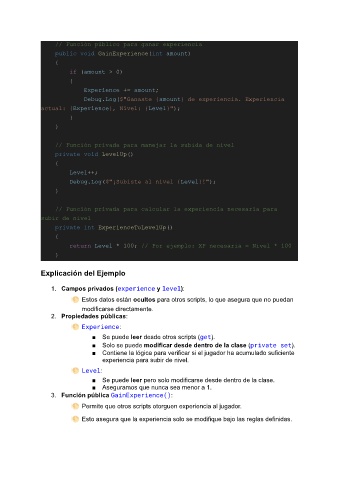 // Función público para ganar experiencia
public void GainExperience(int amount)
{
if (amount > 0)
{
Experience += amount;
Debug.Log($"Ganaste {amount} de experiencia. Experiencia
actual: {Experience}, Nivel: {Level}");
}
}
// Función privada para manejar la subida de nivel
private void LevelUp()
{
Level++;
Debug.Log($"¡Subiste al nivel {Level}!");
}
// Función privada para calcular la experiencia necesaria para
subir de nivel
private int ExperienceToLevelUp()
{
return Level * 100; // Por ejemplo: XP necesaria = Nivel * 100
}
Explicación del Ejemplo
1. Campos privados (experience y level):
Estos datos están ocultos para otros scripts, lo que asegura que no puedan
modificarse directamente.
2. Propiedades públicas:
Experience:
■ Se puede leer desde otros scripts (get).
■ Solo se puede modificar desde dentro de la clase (private set).
■ Contiene la lógica para verificar si el jugador ha acumulado suficiente
experiencia para subir de nivel.
Level:
■ Se puede leer pero solo modificarse desde dentro de la clase.
■ Aseguramos que nunca sea menor a 1.
3. Función pública GainExperience():
Permite que otros scripts otorguen experiencia al jugador.
Esto asegura que la experiencia solo se modifique bajo las reglas definidas.